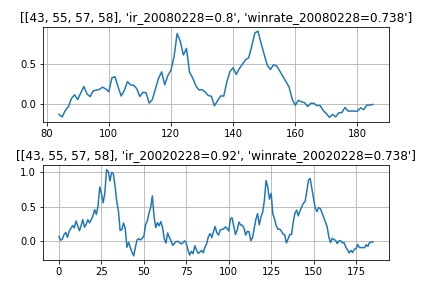 [[43, 55, 57, 58], 'ir_20080228=0.8', 'winrate_20080228=0.738']
0.5
0.0
80 100 120 140 160 180
[[43, 55, 57, 58], 'ir_20020228=0.92', 'winrate_20020228=0.738']
1.0
0.5
0.0
0 25 50 75 100 125 150 175